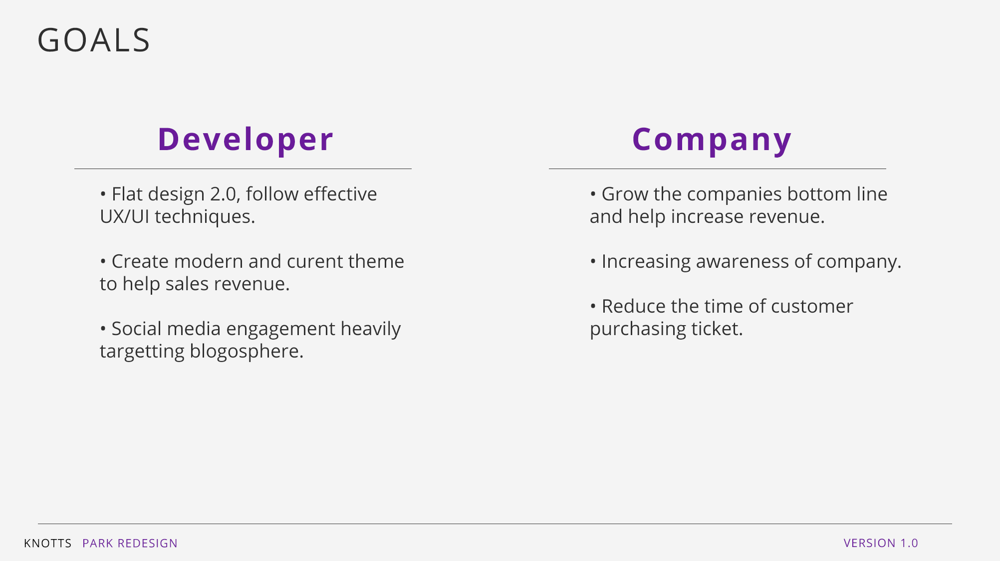 GOALS
Developer
• Flat design 2.0, follow effective
UX/UI techniques.
• Create modern and curent theme
to help sales revenue.
• Social media engagement heavily
targetting blogosphere.
Company
• Grow the companies bottom line
and help increase revenue.
• Increasing awareness of company.
• Reduce the time of customer
purchasing ticket.
KNOTTS PARK REDESIGN
VERSION 1.0